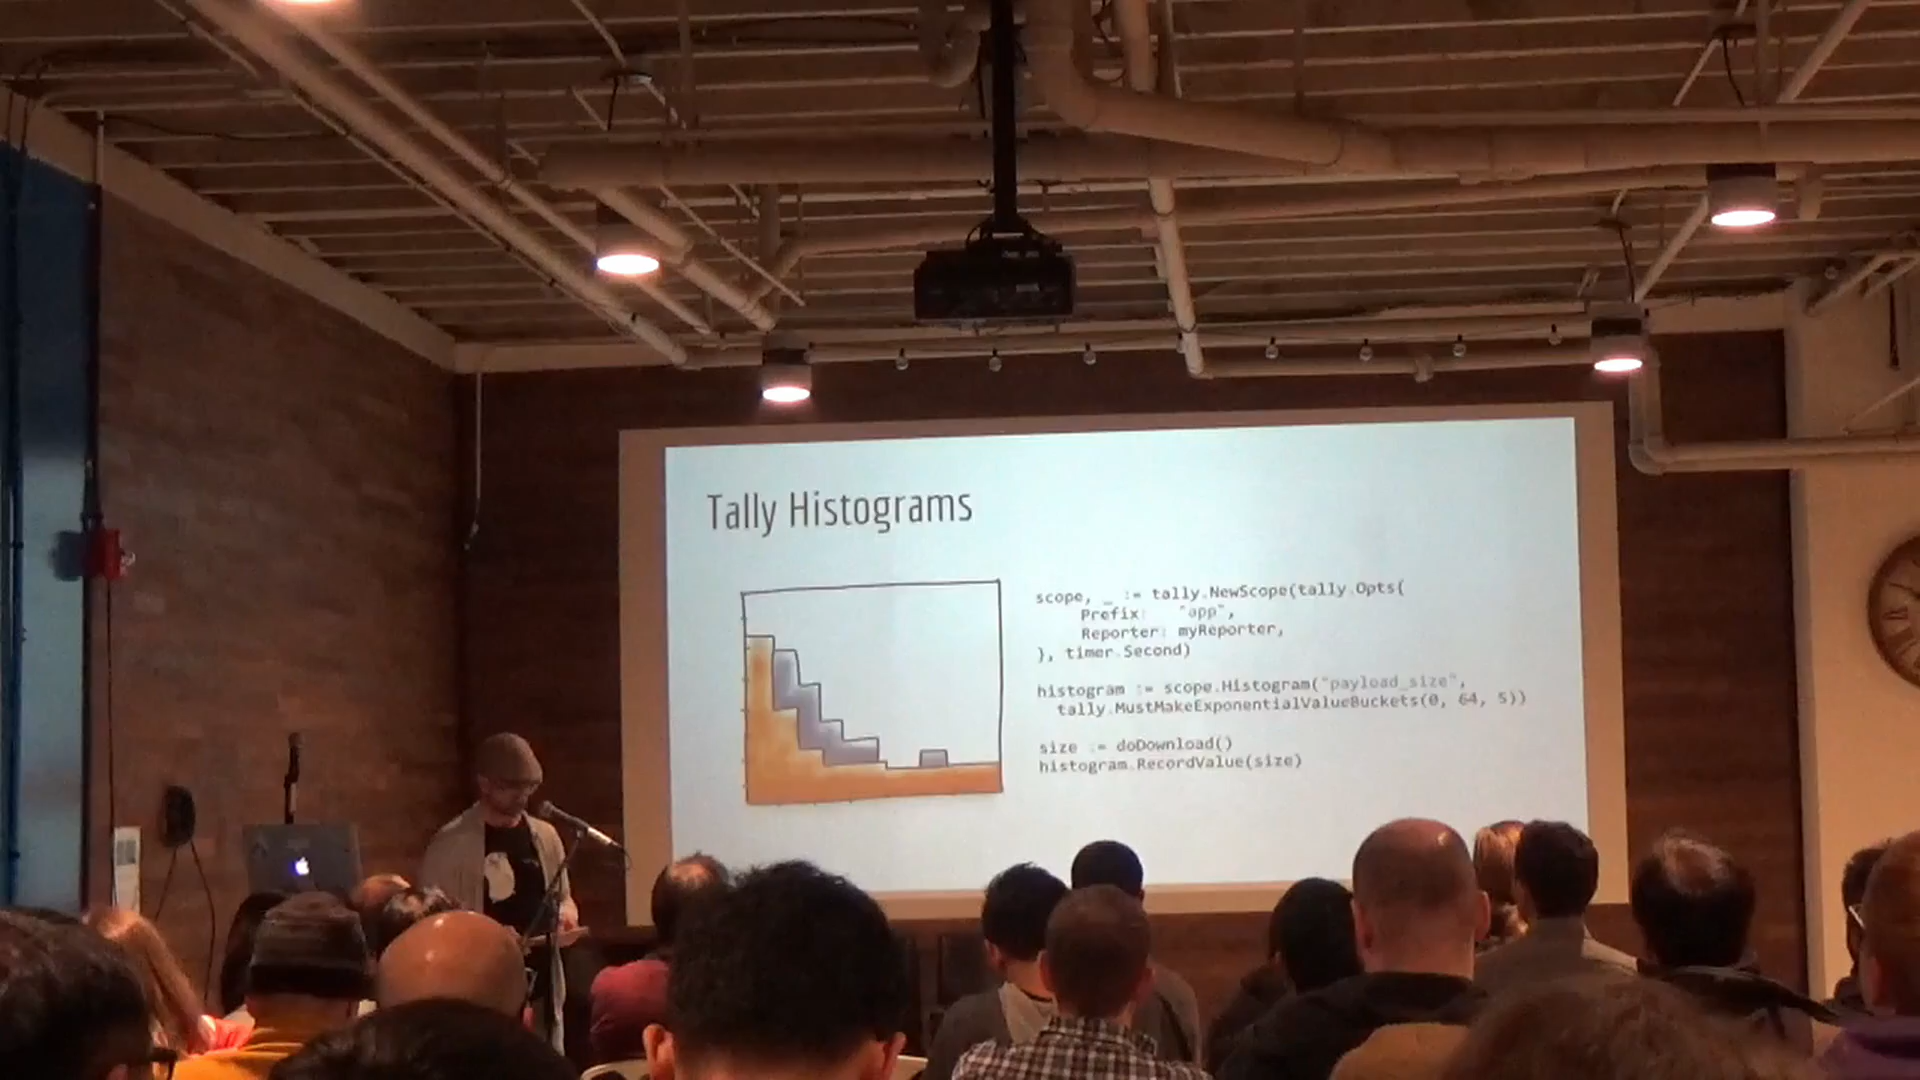 Tally Histograms
scope, _ := tally.NewScope(tally.Opts{
Prefix: "app",
Reporter: myReporter,
}, timer.Second)
histogram := scope.Histogram("payload_size",
tally.MustMakeExponentialValueBuckets(0, 64, 5))
size := doDownload()
histogram.RecordValue(size)